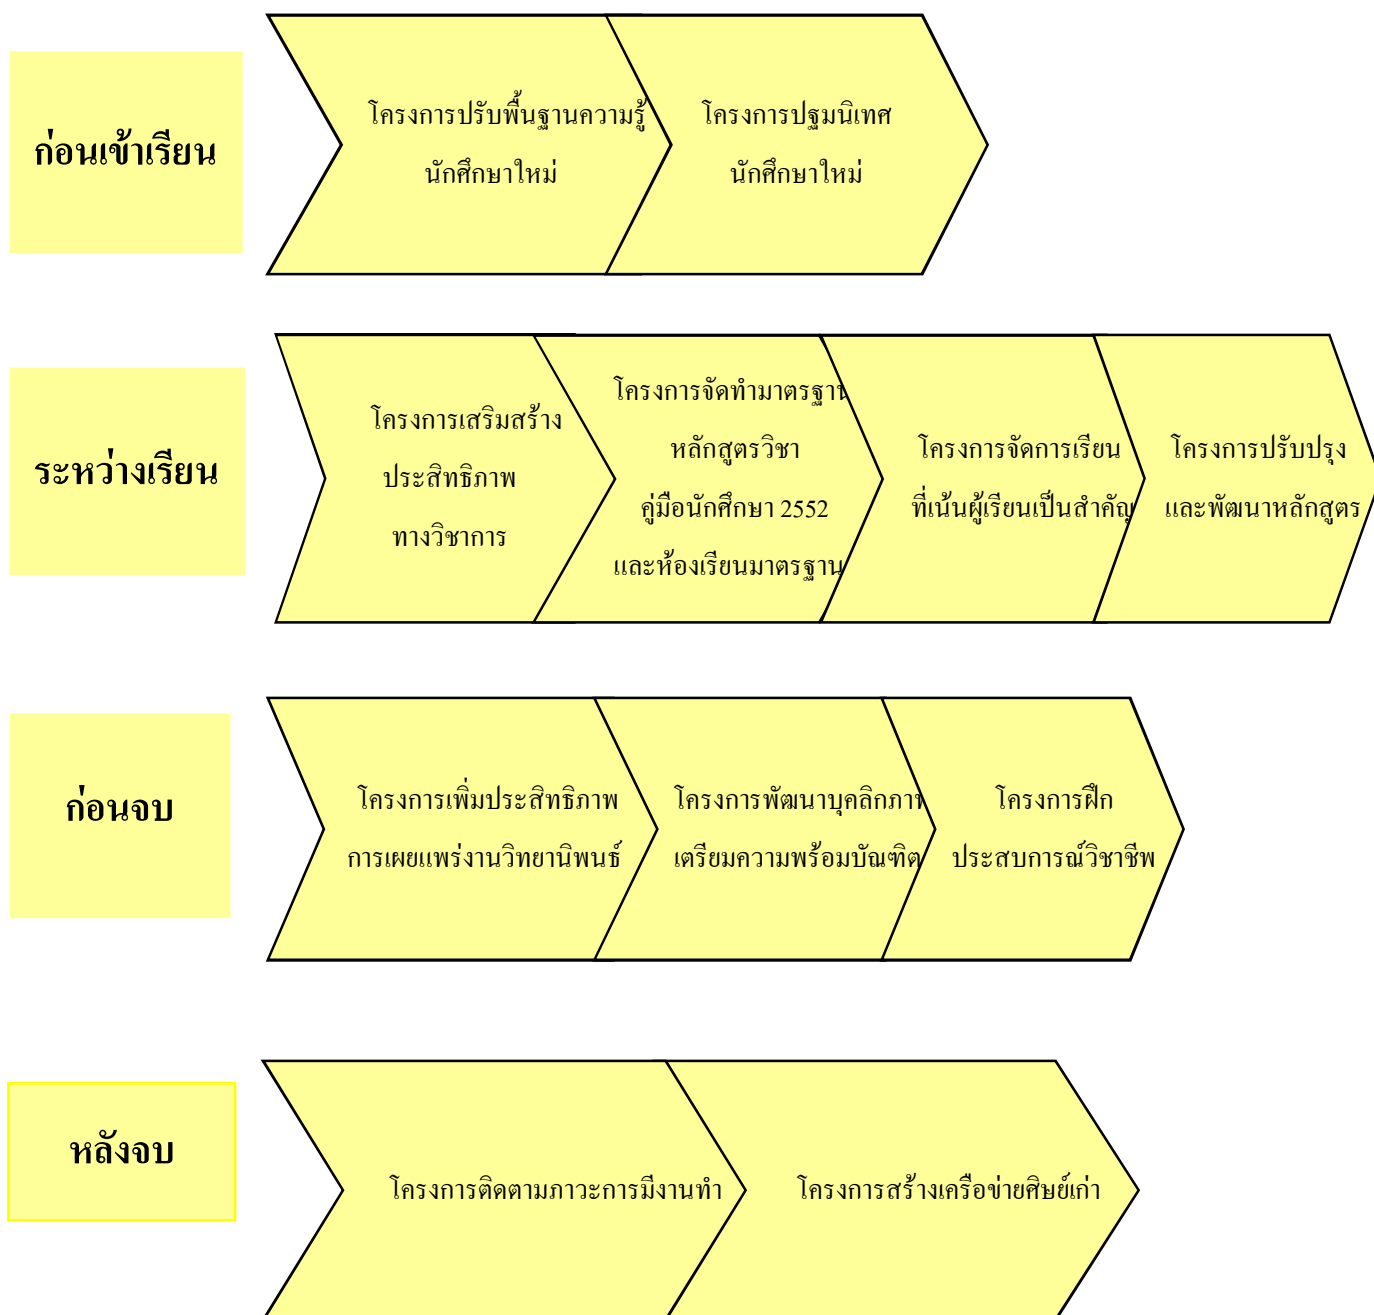 ก่อนเข้าเรียน
โครงการปรับพื้นฐานความรู้
นักศึกษาใหม่
โครงการปฐมนิเทศ
นักศึกษาใหม่
ระหว่างเรียน
โครงการเสริมสร้าง
ประสิทธิภาพ
ทางวิชาการ
โครงการจัดทำมาตรฐาน
หลักสูตรวิชา
คู่มือนักศึกษา 2552
และห้องเรียนมาตรฐาน
โครงการจัดการเรียน
ที่เน้นผู้เรียนเป็นสำคัญ
โครงการปรับปรุง
และพัฒนาหลักสูตร
ก่อนจบ
โครงการเพิ่มประสิทธิภาพ
การเผยแพร่งานวิทยานิพนธ์
โครงการพัฒนาบุคลิกภาพ
เตรียมความพร้อมบัณฑิต
โครงการฝึก
ประสบการณ์วิชาชีพ
หลังจบ
โครงการติดตามภาวะการมีงานทำ
โครงการสร้างเครือข่ายศิษย์เก่า